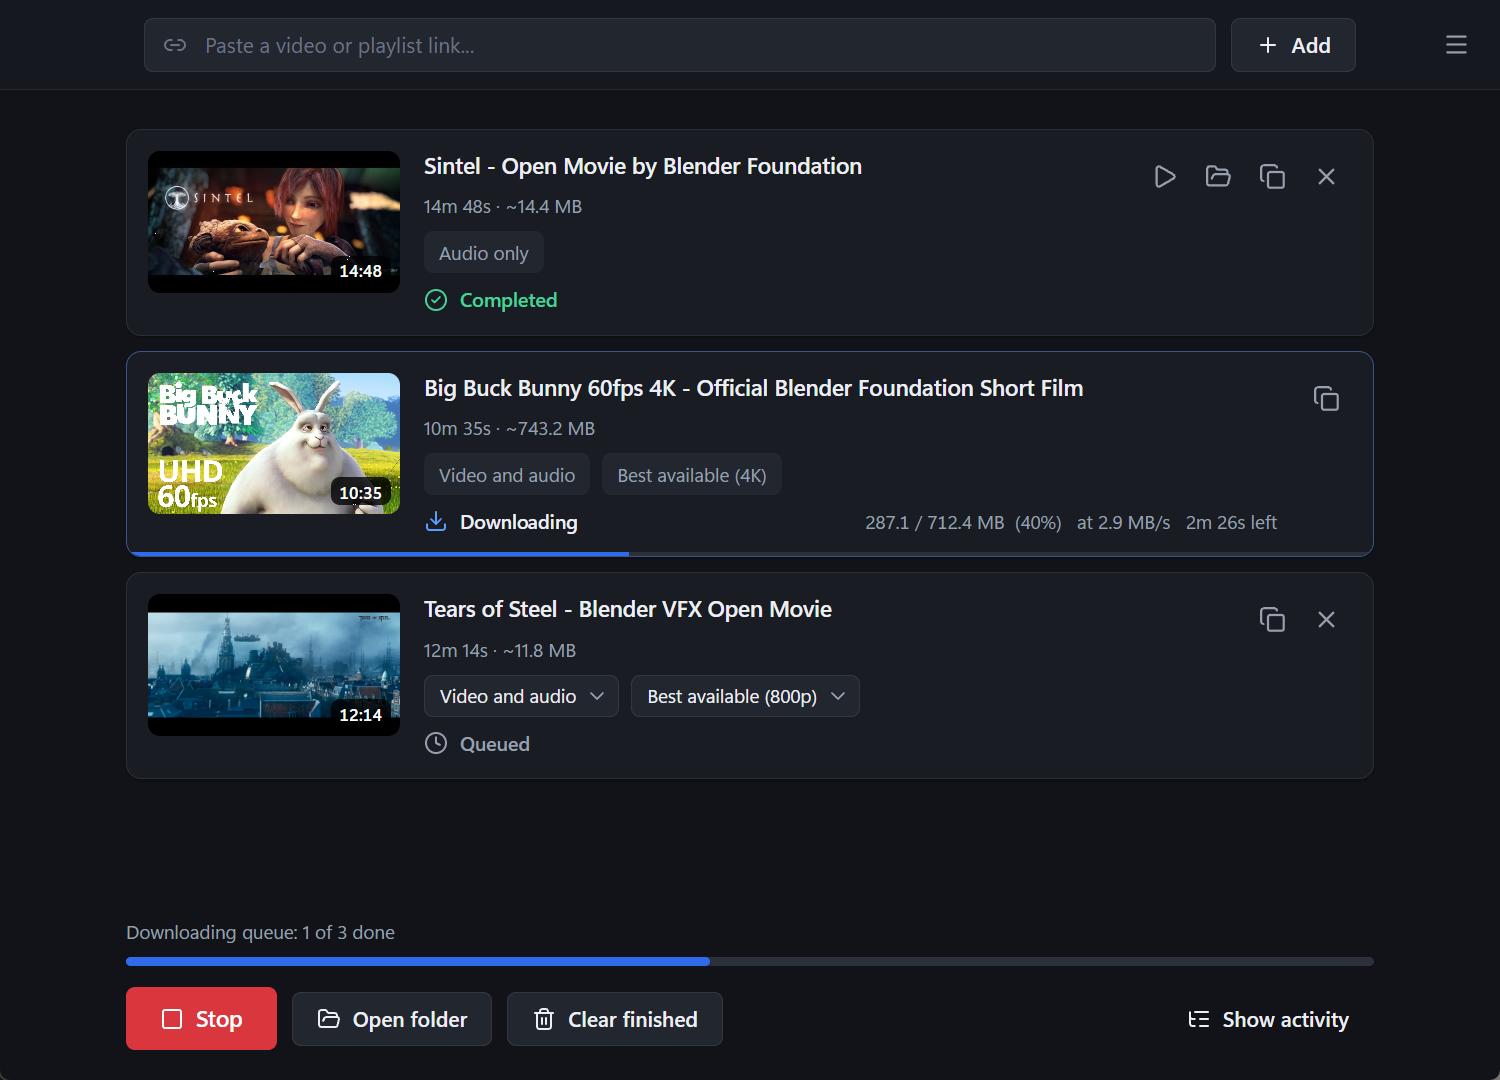 Paste a video or playlist link...
Add
SINTEL
14:48
Sintel - Open Movie by Blender Foundation
14m 48s · ~14.4 MB
Audio only
Completed
Big Buck
BUNNY
UHD
60fps
10:35
Big Buck Bunny 60fps 4K - Official Blender Foundation Short Film
10m 35s · ~743.2 MB
Video and audio Best available (4K)
Downloading 287.1 / 712.4 MB (40%) at 2.9 MB/s 2m 26s left
12:14
Tears of Steel - Blender VFX Open Movie
12m 14s · ~11.8 MB
Video and audio Best available (800p)
Queued
Downloading queue: 1 of 3 done
Stop Open folder Clear finished Show activity